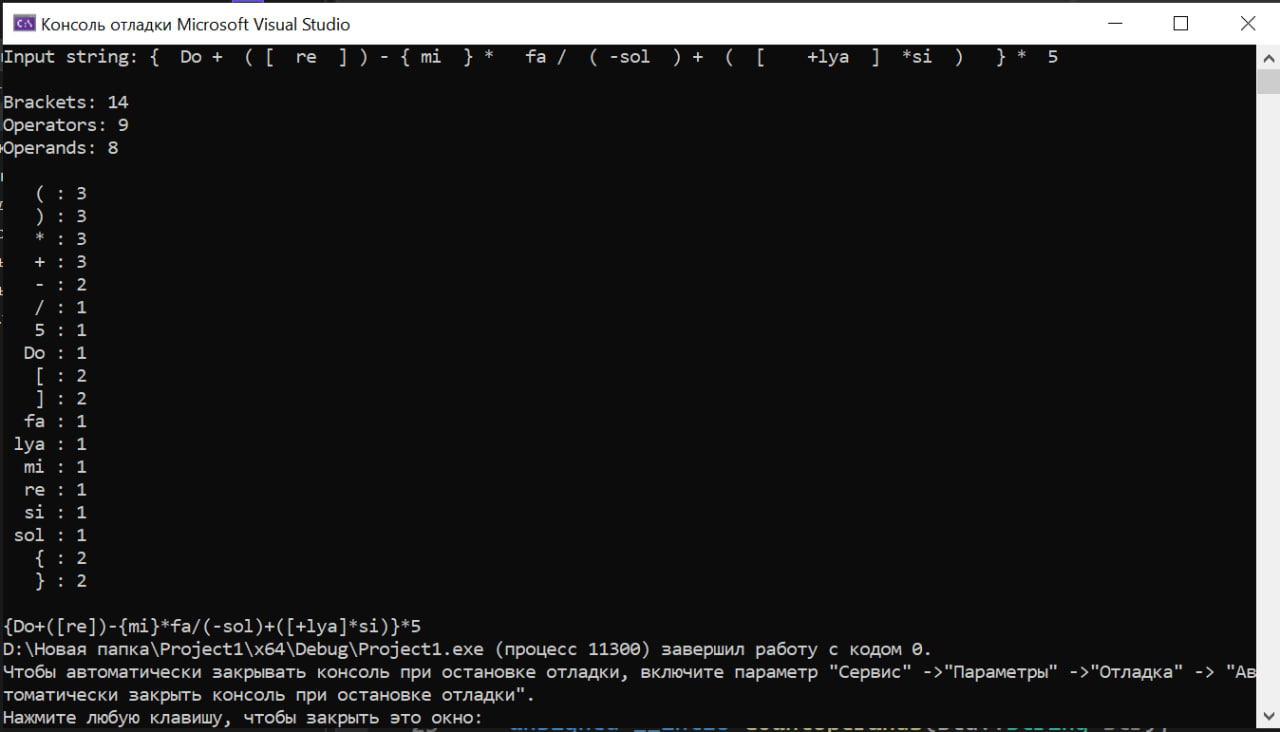 Консоль отладки Microsoft Visual Studio
Input string: {  Do +  ( [  re  ] ) - { mi  } *   fa /  ( -sol  ) +  (  [    +lya  ]  *si  )   } *  5
Brackets: 14
Operators: 9
Operands: 8
( : 3
) : 3
* : 3
+ : 3
- : 2
/ : 1
5 : 1
Do : 1
[ : 2
] : 2
fa : 1
lya : 1
mi : 1
re : 1
si : 1
sol : 1
{ : 2
} : 2
{Do+([re])-{mi}*fa/(-sol)+([+lya]*si)}*5
D:\Новая папка\Project1\x64\Debug\Project1.exe (процесс 11300) завершил работу с кодом 0.
Чтобы автоматически закрывать консоль при остановке отладки, включите параметр "Сервис" ->"Параметры" ->"Отладка" -> "Ав
томатически закрыть консоль при остановке отладки".
Нажмите любую клавишу, чтобы закрыть это окно: